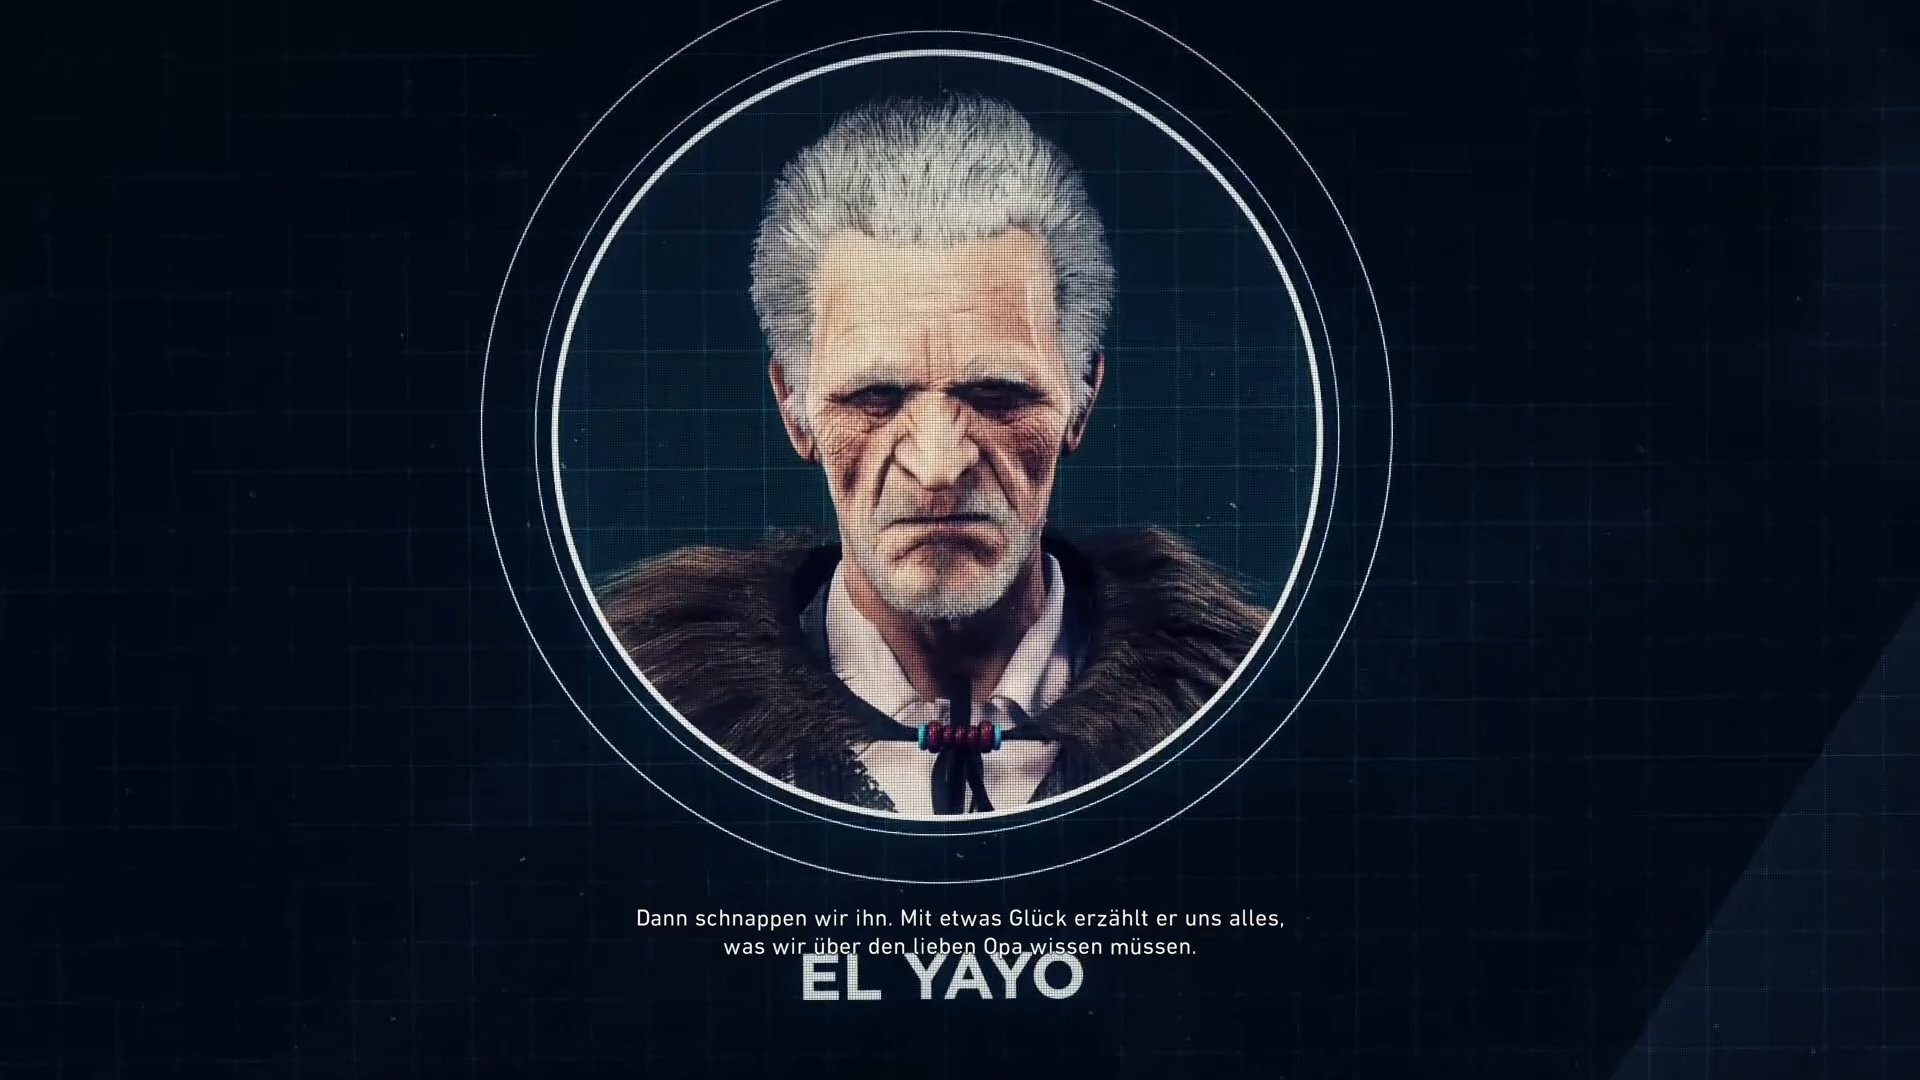 Dann schnappen wir ihn. Mit etwas Glück erzählt er uns alles,
was wir über den lieben Opa wissen müssen.
EL YAYO